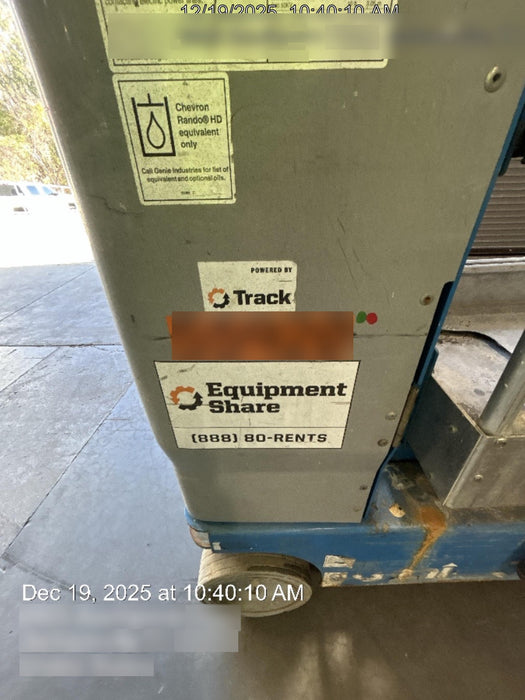 12/19/2025 10:40:10 AM
Chevron
Rando® HD
equivalent
only
Call Genie Industries for list of
equivalent and optional oils.
POWERED BY
Track
Equipment
Share
(888) 80-RENTS
Dec 19, 2025 at 10:40:10 AM